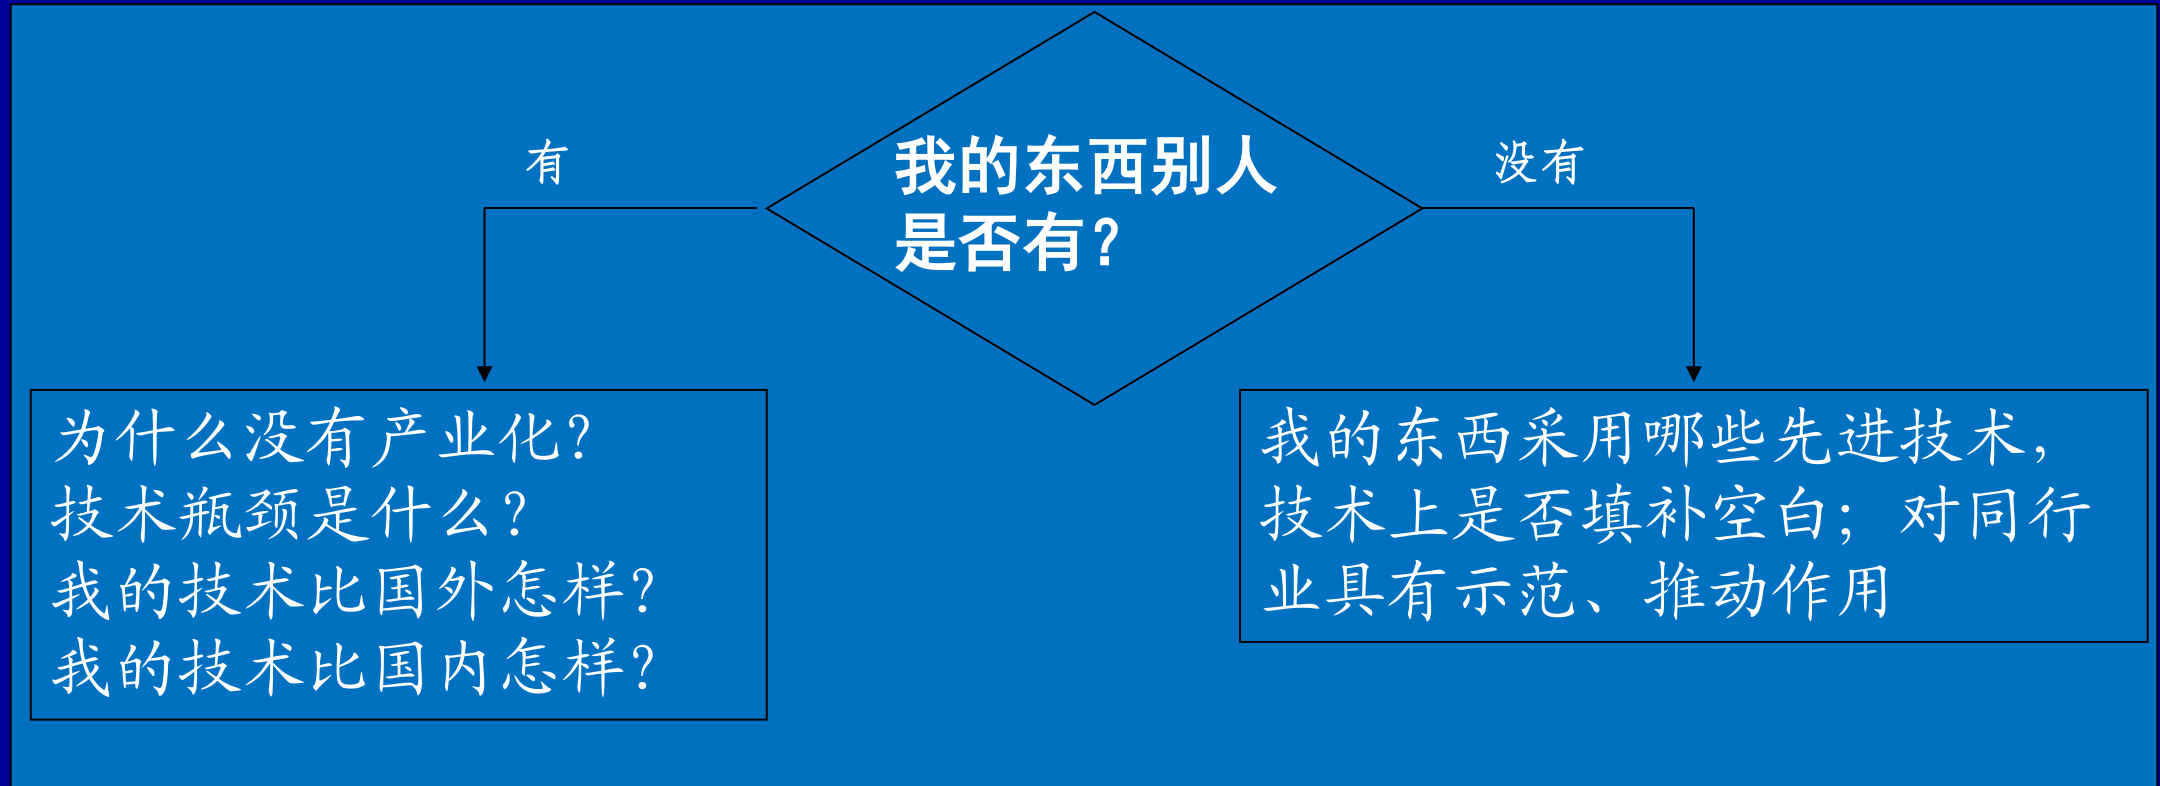 我的东西别人
是否有？
有
没有
为什么没有产业化？
技术瓶颈是什么？
我的技术比国外怎样？
我的技术比国内怎样？
我的东西采用哪些先进技术，
技术上是否填补空白；对同行
业具有示范、推动作用